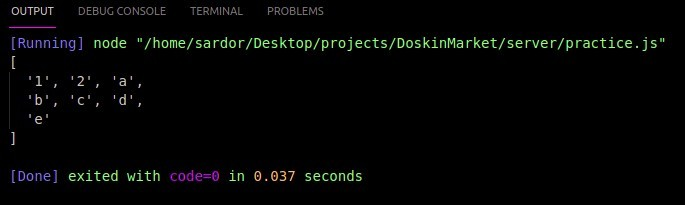 OUTPUT DEBUG CONSOLE TERMINAL PROBLEMS
[Running] node "/home/sardor/Desktop/projects/DoskinMarket/server/practice.js"
[
'1', '2', 'a',
'b', 'c', 'd',
'e'
]
[Done] exited with code=0 in 0.037 seconds